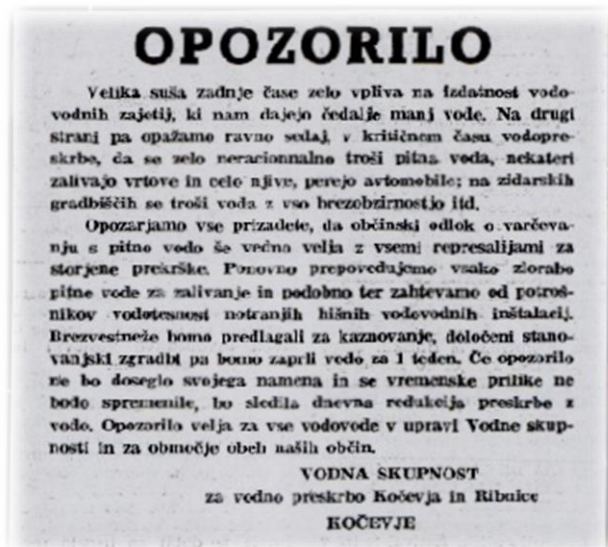 OPOZORILO
Velika suša zadnje čase zelo vpliva na izdatnost vodo-
vodnih zajetij, ki nam dajejo čedalje manj vode. Na drugi
strani pa opažamo ravno sedaj, v kritičnem času vodopre-
skrbe, da se zelo neracionnalno troši pitna voda, nekateri
zalivajo vrtove in celo njive, perejo avtomobile; na zidarskih
gradbiščih se troši voda z vso brezobzirnostjo itd.
Opozarjamo vse prizadete, da občinski odlok o varčeva-
nju s pitno vodo še vedno velja z vsemi represalijami za
storjene prekrške. Ponovno prepovedujemo vsako zlorabo
pitne vode za zalivanje in podobno ter zahtevamo od potroš-
nikov vodotesnost notranjih hišnih vodovodnih inštalacij.
Brezvestneže bomo predlagali za kaznovanje, določeni stano-
vanjski zgradbi pa bomo zaprli vodo za 1 teden. Če opozorilo
ne bo doseglo svojega namena in se vremenske prilike ne
bodo spremenile, bo sledila dnevna redukcija preskrbe z
vodo. Opozorilo velja za vse vodovode v upravi Vodne skup-
nosti in za območje obeh naših občin.
VODNA SKUPNOST
za vodno preskrbo Kočevja in Ribnice
KOČEVJE